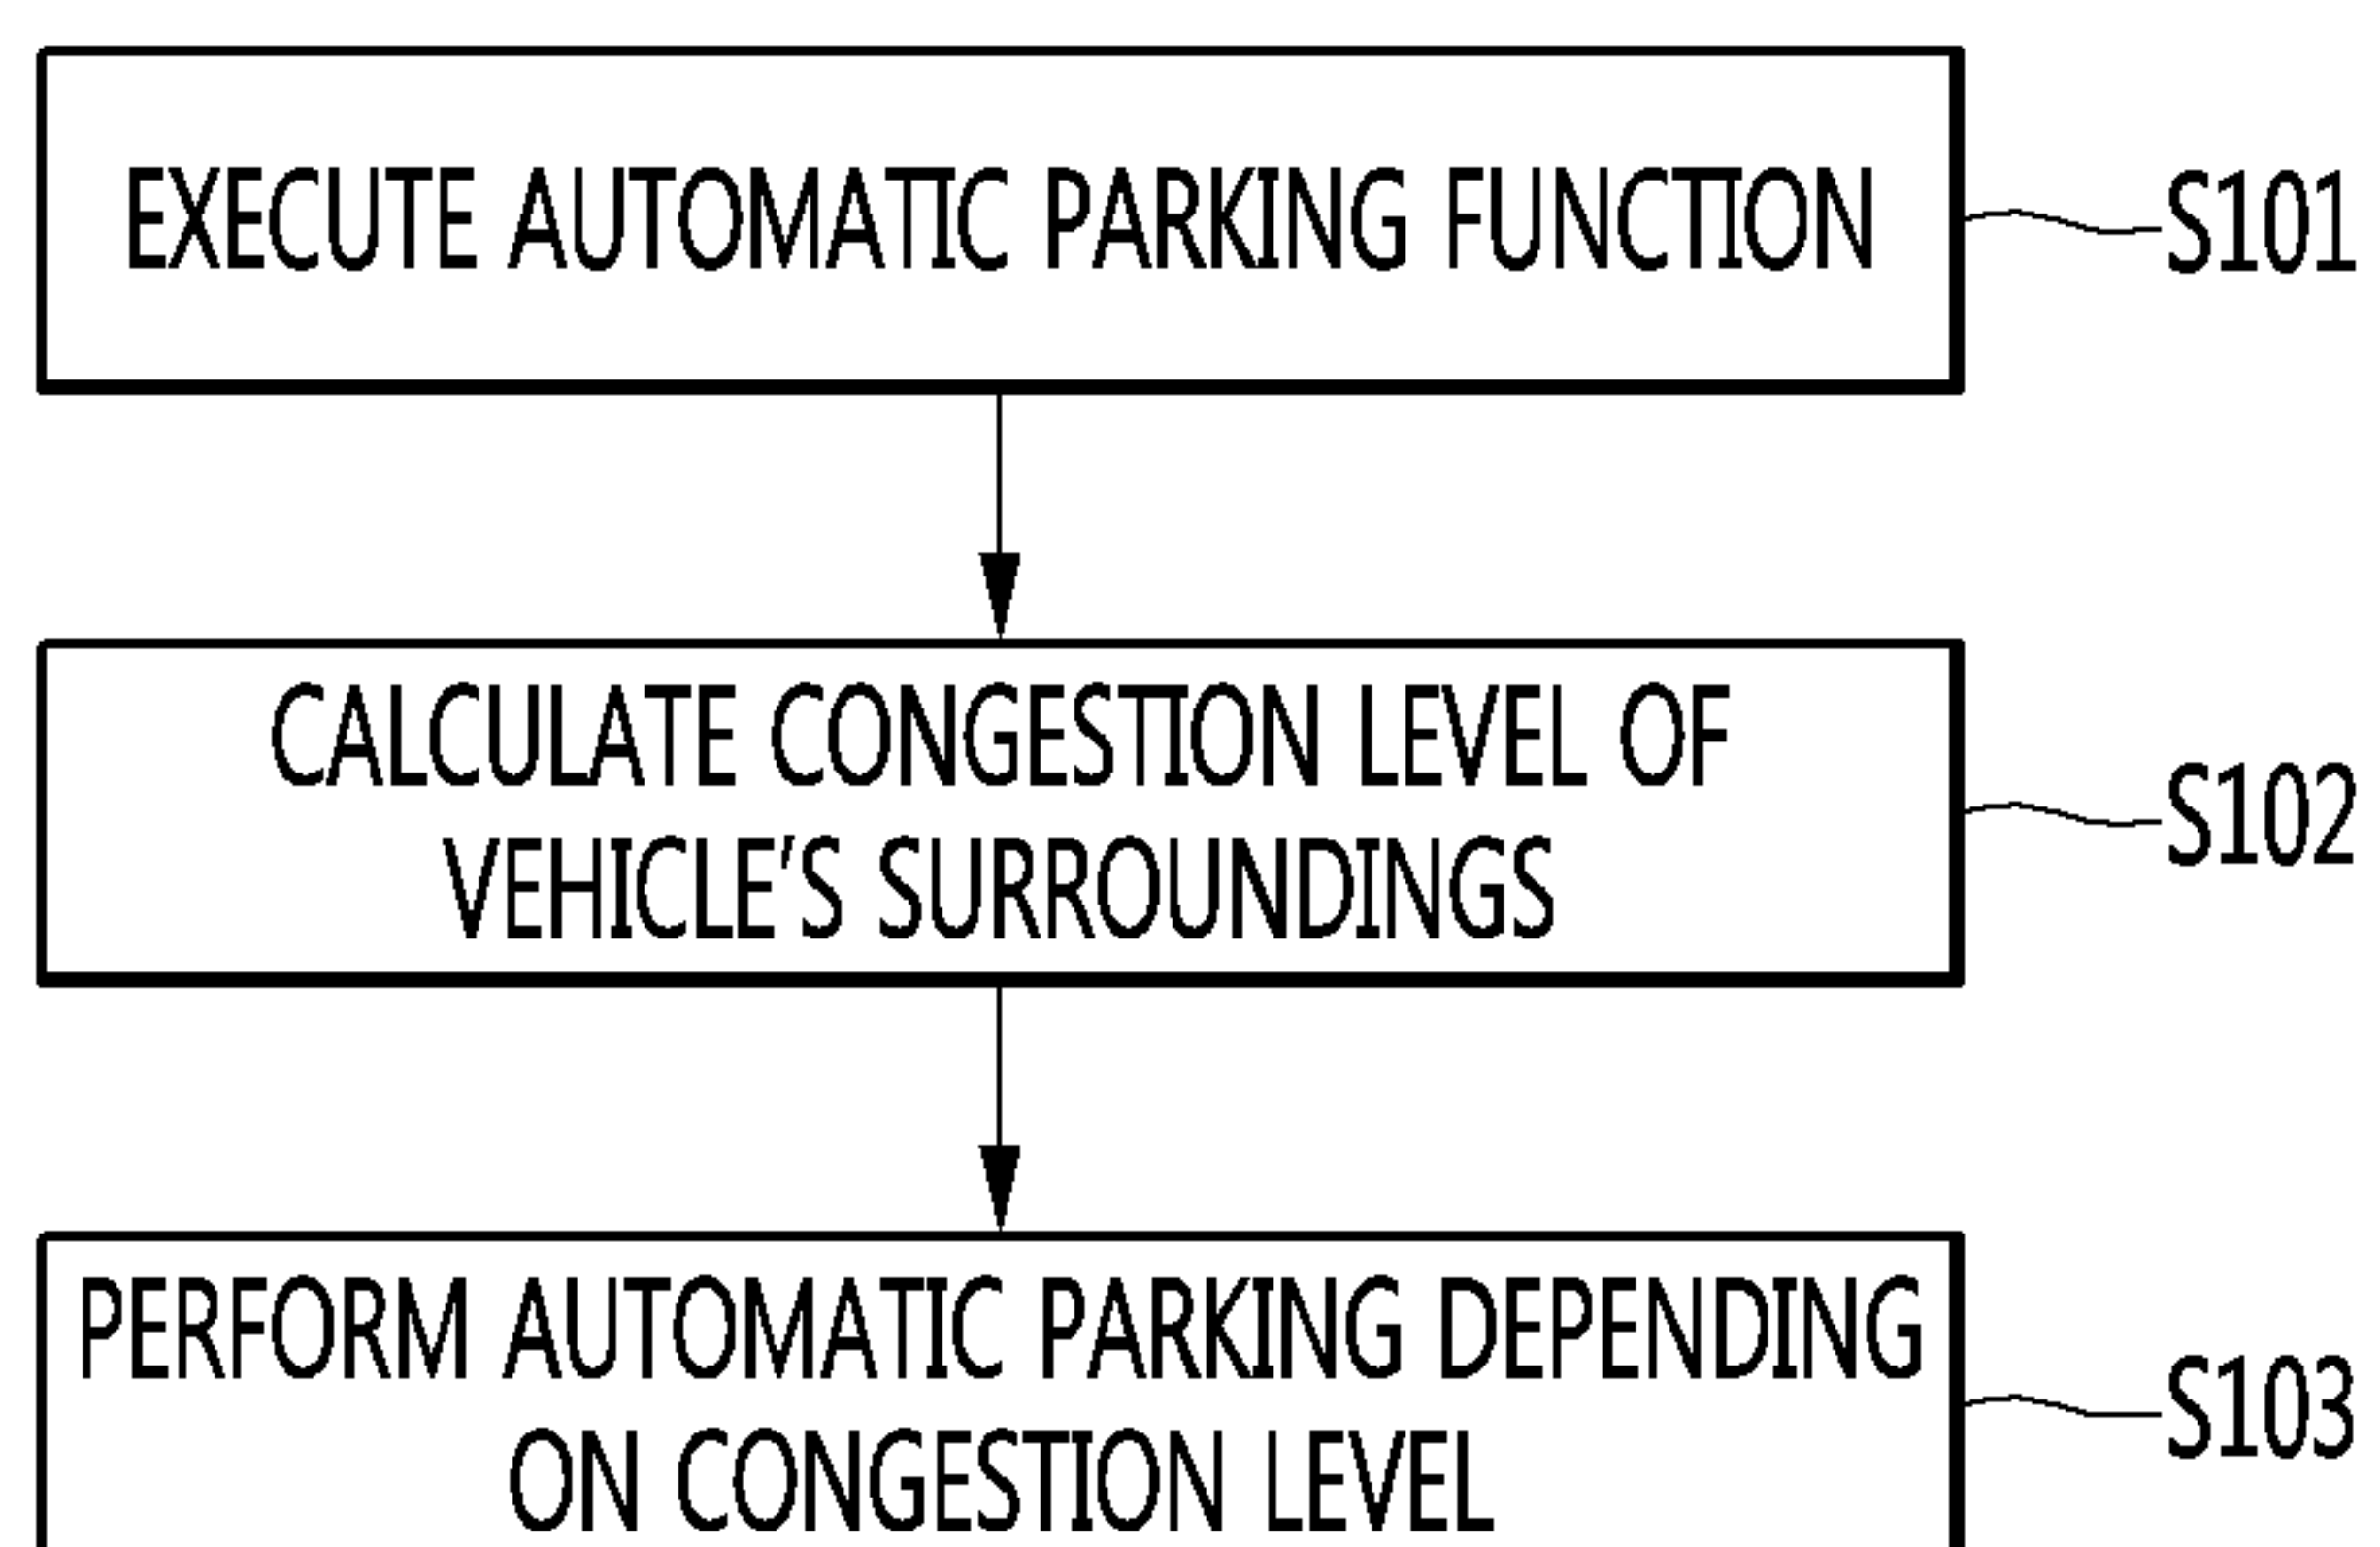 EXECUTE AUTOMATIC PARKING FUNCTION
S101
CALCULATE CONGESTION LEVEL OF
VEHICLE'S SURROUNDINGS
S102
PERFORM AUTOMATIC PARKING DEPENDING
ON CONGESTION LEVEL
S103